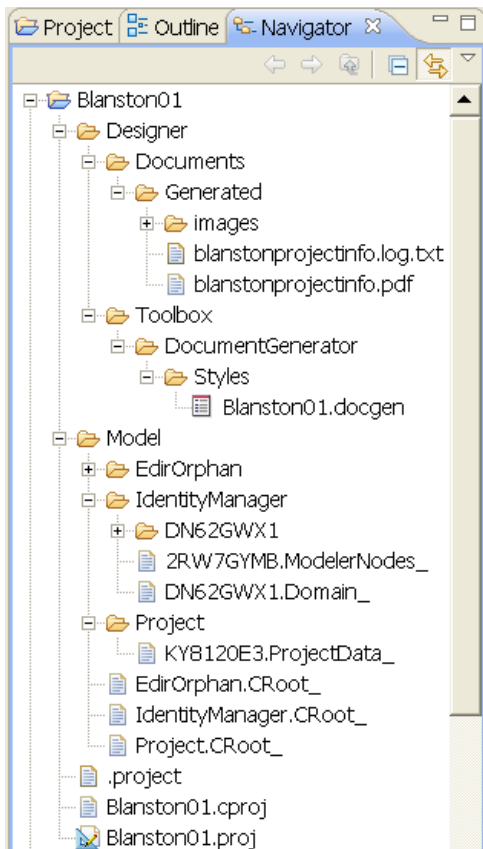 Project Outline Navigator
Blanston01
Designer
Documents
Generated
images
blanstonprojectinfo.log.txt
blanstonprojectinfo.pdf
Toolbox
DocumentGenerator
Styles
Blanston01.docgen
Model
EdirOrphan
IdentityManager
DN62GWX1
2RW7GYMB.ModelerNodes_
DN62GWX1.Domain_
Project
KY8120E3.ProjectData_
EdirOrphan.CRoot_
IdentityManager.CRoot_
Project.CRoot_
.project
Blanston01.cproj
Blanston01.proj